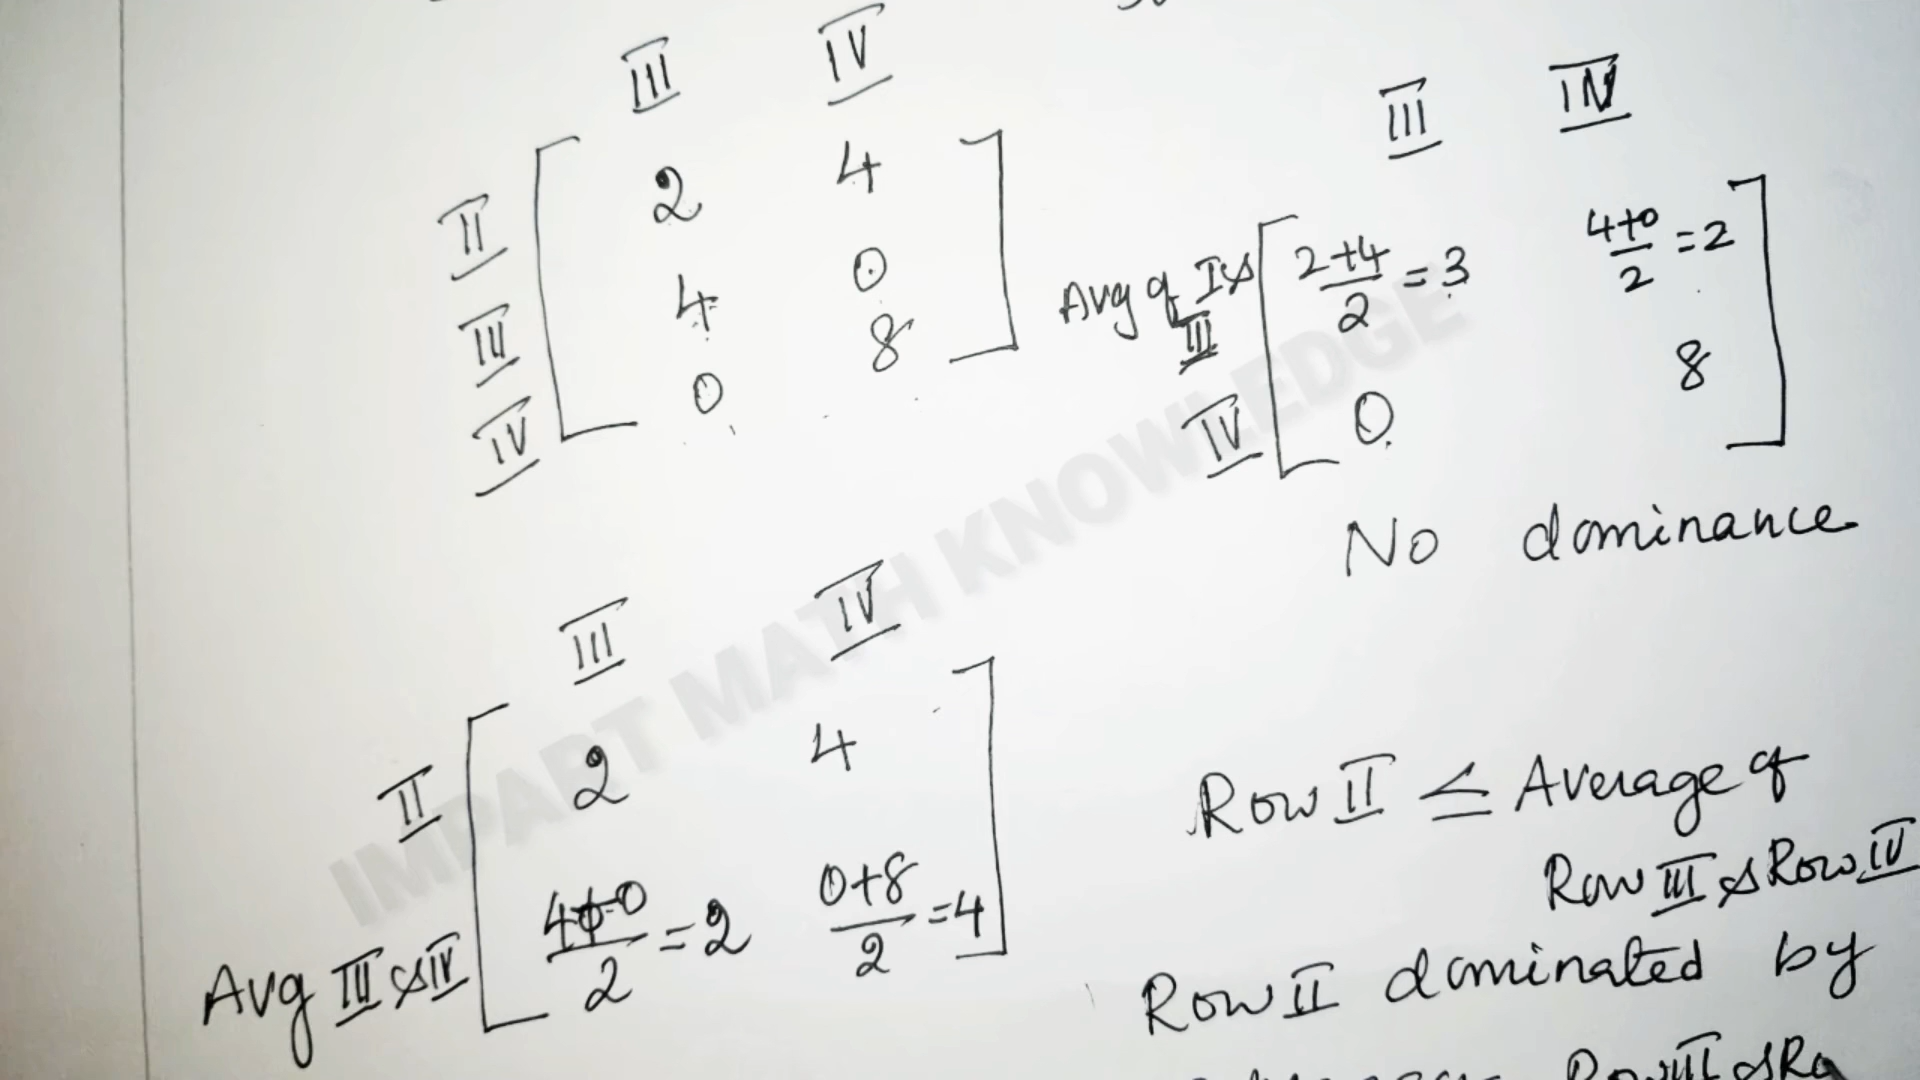 III IV
II 2 4
III 4 0
IV 0 8
III IV
Avg of II & III 2+4/2 = 3 4+0/2 = 2
IV 0 8
No dominance
III IV
II 2 4
Avg III & IV 4+0/2 = 2 0+8/2 = 4
Row II ≤ Average of
Row III & Row IV
Row II dominated by
Row III & Ro
IMPART MATH KNOWLEDGE